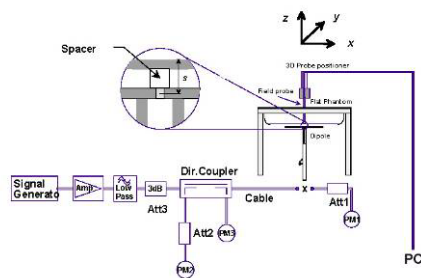 z
y
x
Spacer
s
3D Probe positioner
Field probe
Flat Phantom
Dipole
Signal
Generato
Amp
Low
Pass
3dB
Att3
Dir.Coupler
Cable
x
Att1
PM1
Att2
PM3
PM2
PC